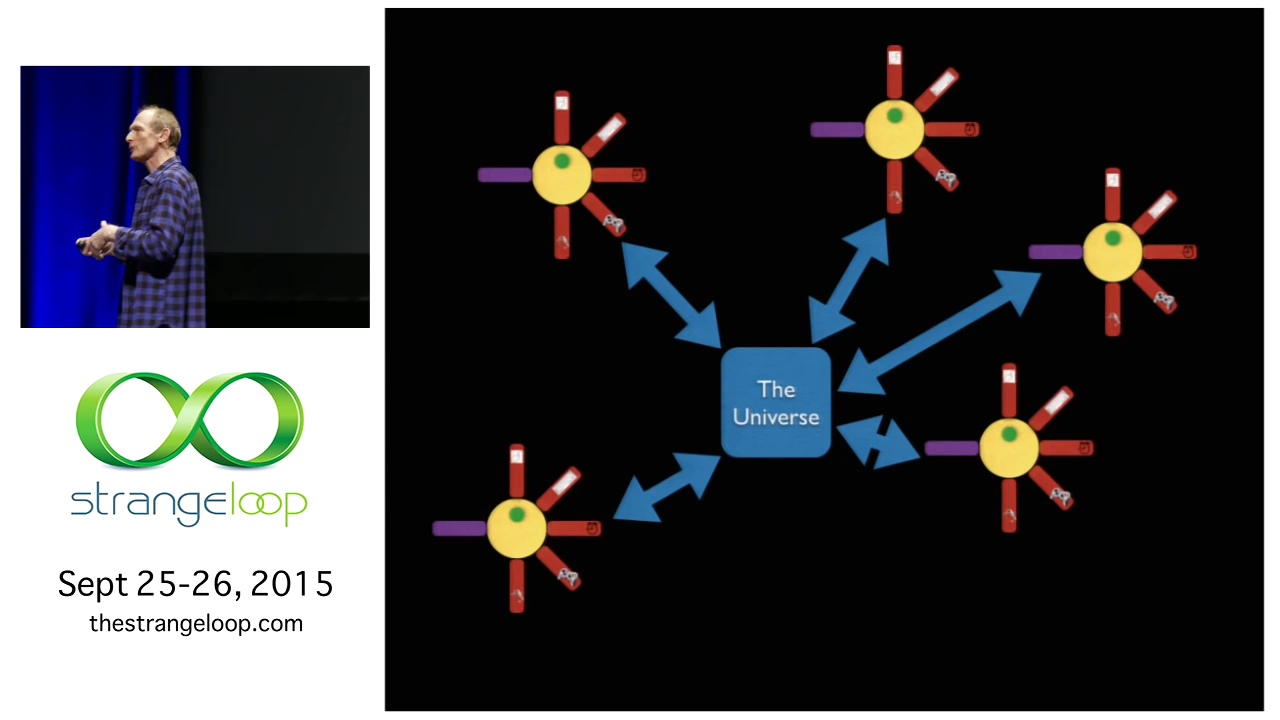 strangeloop
Sept 25-26, 2015
thestrangeloop.com
The
Universe